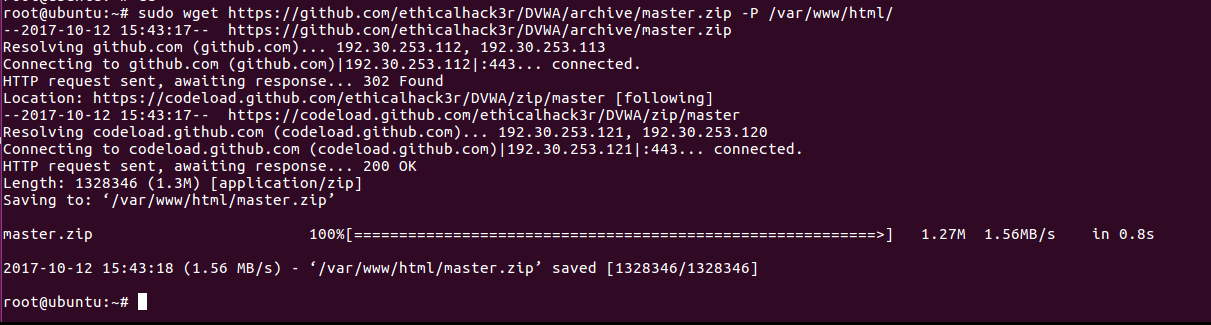 root@ubuntu:~# sudo wget https://github.com/ethicalhack3r/DVWA/archive/master.zip -P /var/www/html/
--2017-10-12 15:43:17--  https://github.com/ethicalhack3r/DVWA/archive/master.zip
Resolving github.com (github.com)... 192.30.253.112, 192.30.253.113
Connecting to github.com (github.com)|192.30.253.112|:443... connected.
HTTP request sent, awaiting response... 302 Found
Location: https://codeload.github.com/ethicalhack3r/DVWA/zip/master [following]
--2017-10-12 15:43:17--  https://codeload.github.com/ethicalhack3r/DVWA/zip/master
Resolving codeload.github.com (codeload.github.com)... 192.30.253.121, 192.30.253.120
Connecting to codeload.github.com (codeload.github.com)|192.30.253.121|:443... connected.
HTTP request sent, awaiting response... 200 OK
Length: 1328346 (1.3M) [application/zip]
Saving to: ‘/var/www/html/master.zip’
master.zip                          100%[=============================================================>]   1.27M  1.56MB/s    in 0.8s
2017-10-12 15:43:18 (1.56 MB/s) - ‘/var/www/html/master.zip’ saved [1328346/1328346]
root@ubuntu:~#